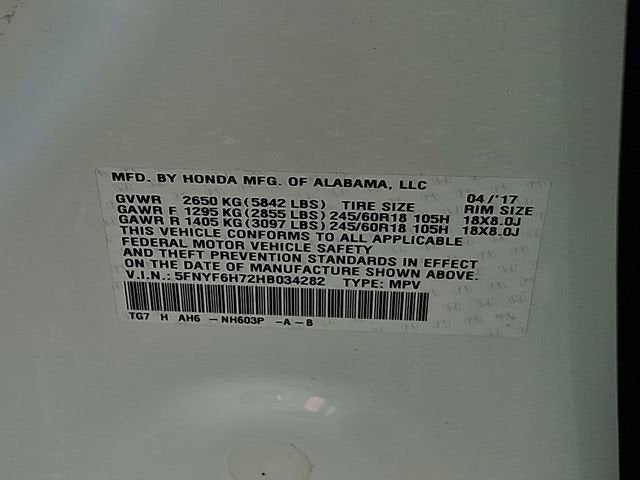 MFD. BY HONDA MFG. OF ALABAMA, LLC
GVWR 2650 KG(5842 LBS) TIRE SIZE 04/'17 RIM SIZE
GAWR F 1295 KG(2855 LBS) 245/60R18 105H 18X8.0J
GAWR R 1405 KG(3097 LBS) 245/60R18 105H 18X8.0J
THIS VEHICLE CONFORMS TO ALL APPLICABLE
FEDERAL MOTOR VEHICLE SAFETY
AND THEFT PREVENTION STANDARDS IN EFFECT
ON THE DATE OF MANUFACTURE SHOWN ABOVE.
V.I.N.: 5FNYF6H72HB034282 TYPE: MPV
TG7 H AH6 - NH603P -A-B